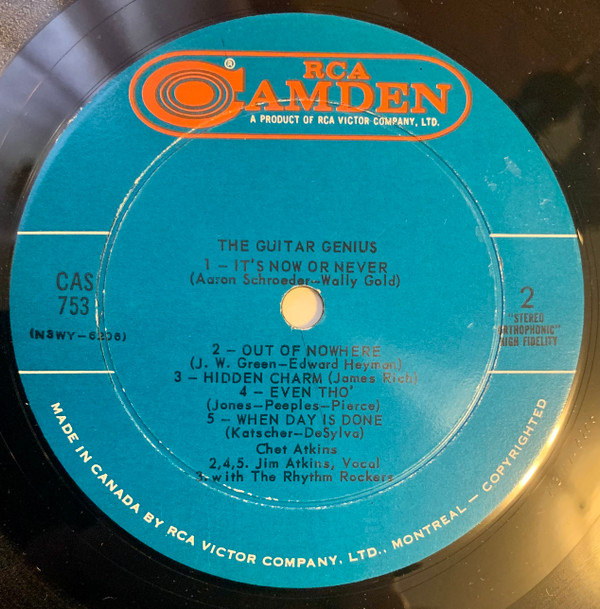 RCA
CAMDEN
®
A PRODUCT OF RCA VICTOR COMPANY, LTD.
THE GUITAR GENIUS
1 – IT'S NOW OR NEVER
(Aaron Schroeder–Wally Gold)
CAS
753
(NSWY–6208)
2
"STEREO
ORTHOPHONIC"
HIGH FIDELITY
2 – OUT OF NOWHERE
(J. W. Green–Edward Heyman)
3 – HIDDEN CHARM (James Rich)
4 – EVEN THO'
(Jones–Peeples–Pierce)
5 – WHEN DAY IS DONE
(Katscher–DeSylva)
Chet Atkins
2,4,5. Jim Atkins, Vocal
3. with The Rhythm Rockers
MADE IN CANADA BY RCA VICTOR COMPANY, LTD., MONTREAL – COPYRIGHTED